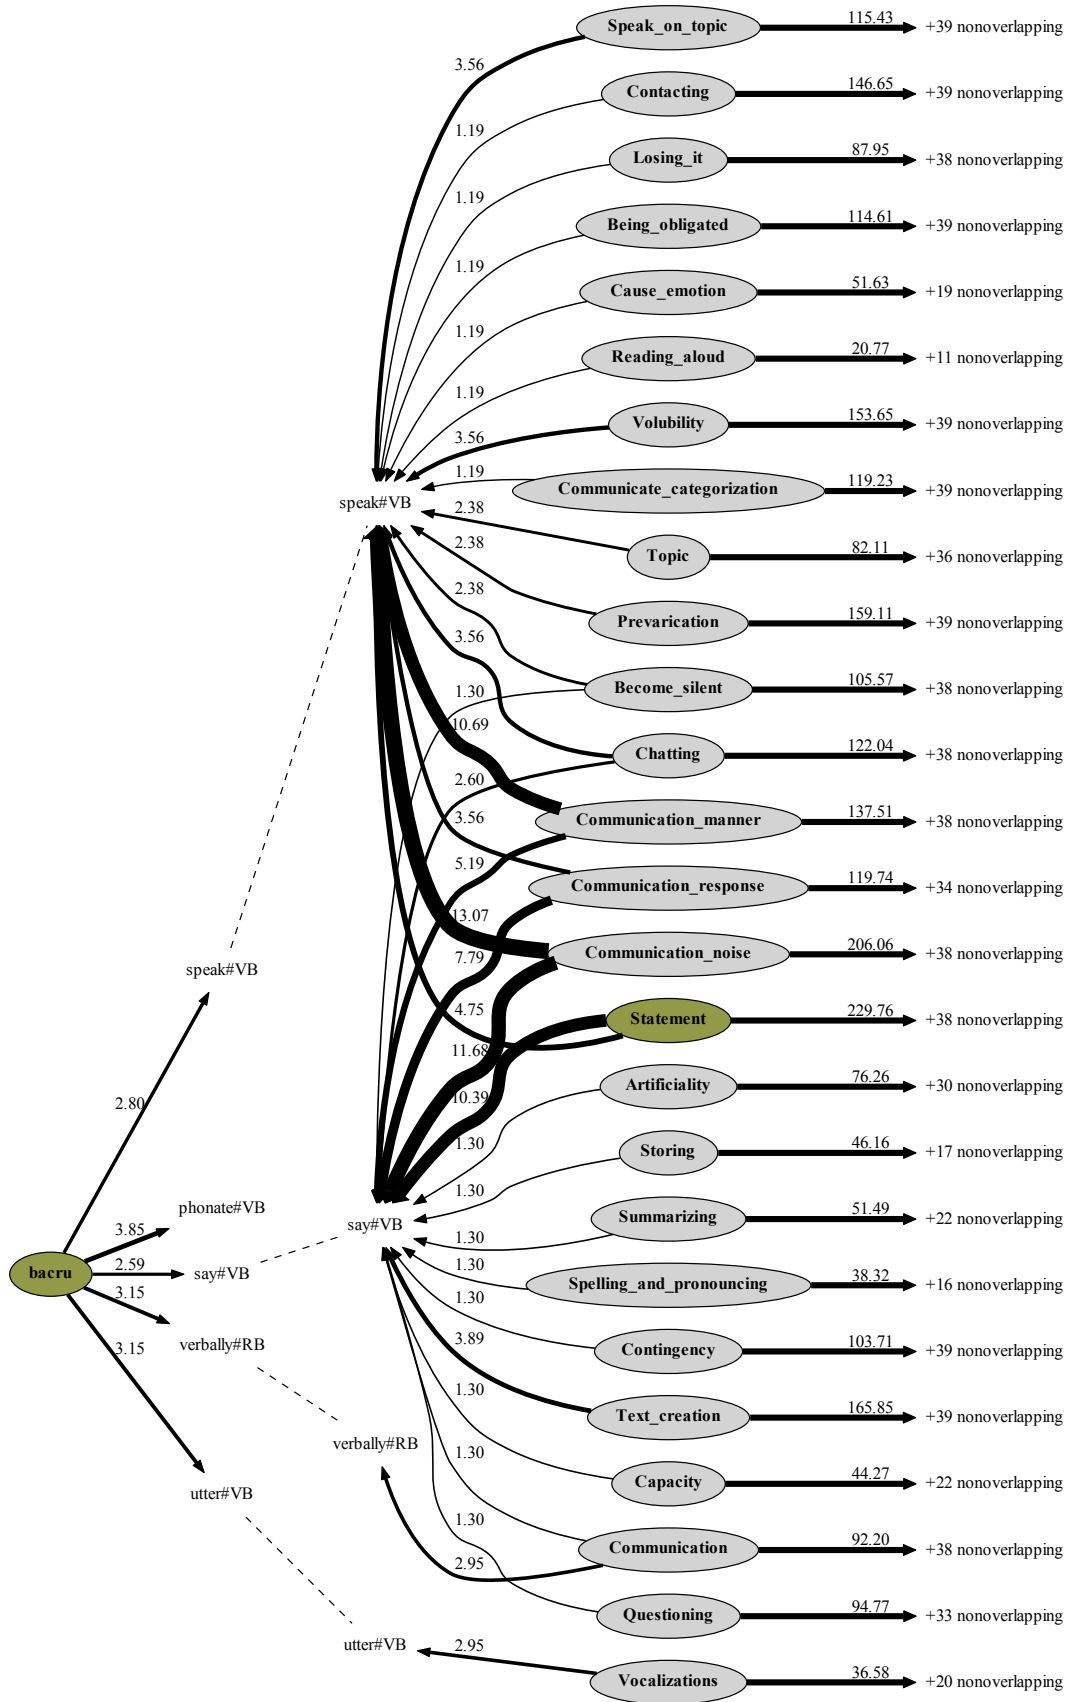 Speak_on_topic 115.43 +39 nonoverlapping
3.56
Contacting 146.65 +39 nonoverlapping
1.19
Losing_it 87.95 +38 nonoverlapping
1.19
Being_obligated 114.61 +39 nonoverlapping
1.19
Cause_emotion 51.63 +19 nonoverlapping
1.19
Reading_aloud 20.77 +11 nonoverlapping
1.19
Volubility 153.65 +39 nonoverlapping
3.56
1.19 Communicate_categorization 119.23 +39 nonoverlapping
speak#VB
2.38
2.38 Topic 82.11 +36 nonoverlapping
2.38
Prevarication 159.11 +39 nonoverlapping
3.56
1.30 Become_silent 105.57 +38 nonoverlapping
10.69
Chatting 122.04 +38 nonoverlapping
2.60
3.56 Communication_manner 137.51 +38 nonoverlapping
5.19
Communication_response 119.74 +34 nonoverlapping
13.07
7.79 Communication_noise 206.06 +38 nonoverlapping
speak#VB
4.75
Statement 229.76 +38 nonoverlapping
11.68
2.80
10.39 Artificiality 76.26 +30 nonoverlapping
1.30
Storing 46.16 +17 nonoverlapping
1.30
phonate#VB
say#VB
Summarizing 51.49 +22 nonoverlapping
3.85
1.30
bacru 2.59 say#VB
1.30
Spelling_and_pronouncing 38.32 +16 nonoverlapping
3.15
1.30
verbally#RB
3.15
3.89 Contingency 103.71 +39 nonoverlapping
1.30
Text_creation 165.85 +39 nonoverlapping
verbally#RB
1.30
Capacity 44.27 +22 nonoverlapping
utter#VB
1.30
Communication 92.20 +38 nonoverlapping
2.95
Questioning 94.77 +33 nonoverlapping
utter#VB
2.95
Vocalizations 36.58 +20 nonoverlapping